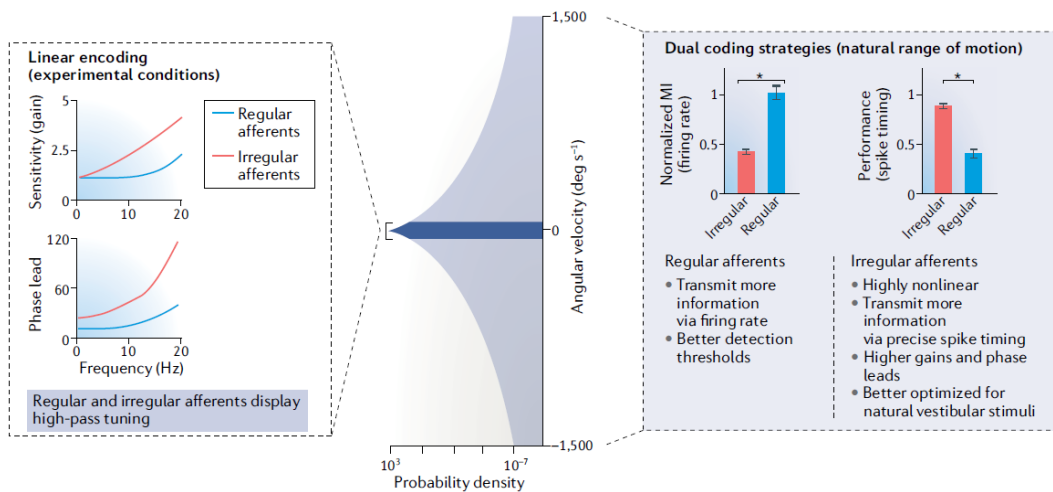 Linear encoding
(experimental conditions)
Sensitivity (gain)
5
2.5
0
0
10
20
Regular
afferents
Irregular
afferents
Phase lead
120
60
0
0
10
20
Frequency (Hz)
Regular and irregular afferents display
high-pass tuning
1,500
0
–1,500
Angular velocity (deg s⁻¹)
10³
10⁻⁷
Probability density
Dual coding strategies (natural range of motion)
Normalized MI
(firing rate)
1
0.5
0
*
Irregular
Regular
Performance
(spike timing)
1
0.5
0
*
Irregular
Regular
Regular afferents
• Transmit more
information
via firing rate
• Better detection
thresholds
Irregular afferents
• Highly nonlinear
• Transmit more
information
via precise spike timing
• Higher gains and phase
leads
• Better optimized for
natural vestibular stimuli